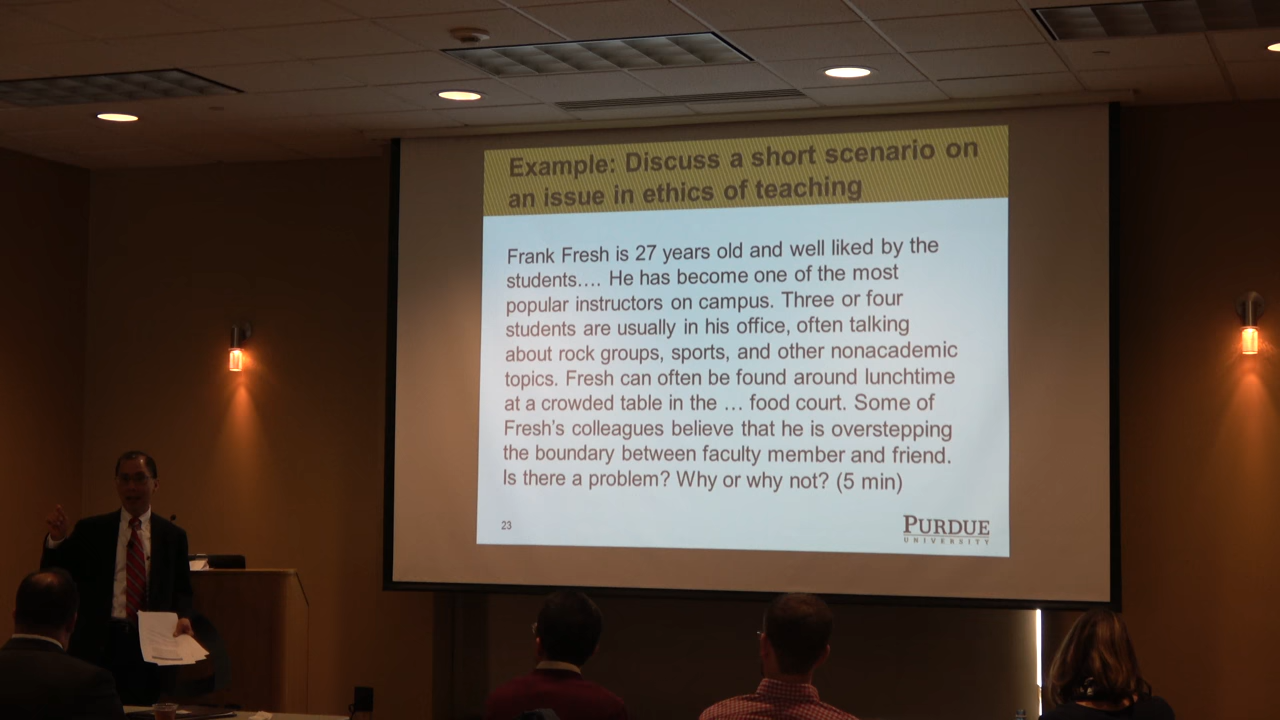 Example: Discuss a short scenario on
an issue in ethics of teaching
Frank Fresh is 27 years old and well liked by the
students…. He has become one of the most
popular instructors on campus. Three or four
students are usually in his office, often talking
about rock groups, sports, and other nonacademic
topics. Fresh can often be found around lunchtime
at a crowded table in the … food court. Some of
Fresh's colleagues believe that he is overstepping
the boundary between faculty member and friend.
Is there a problem? Why or why not? (5 min)
23
PURDUE
UNIVERSITY